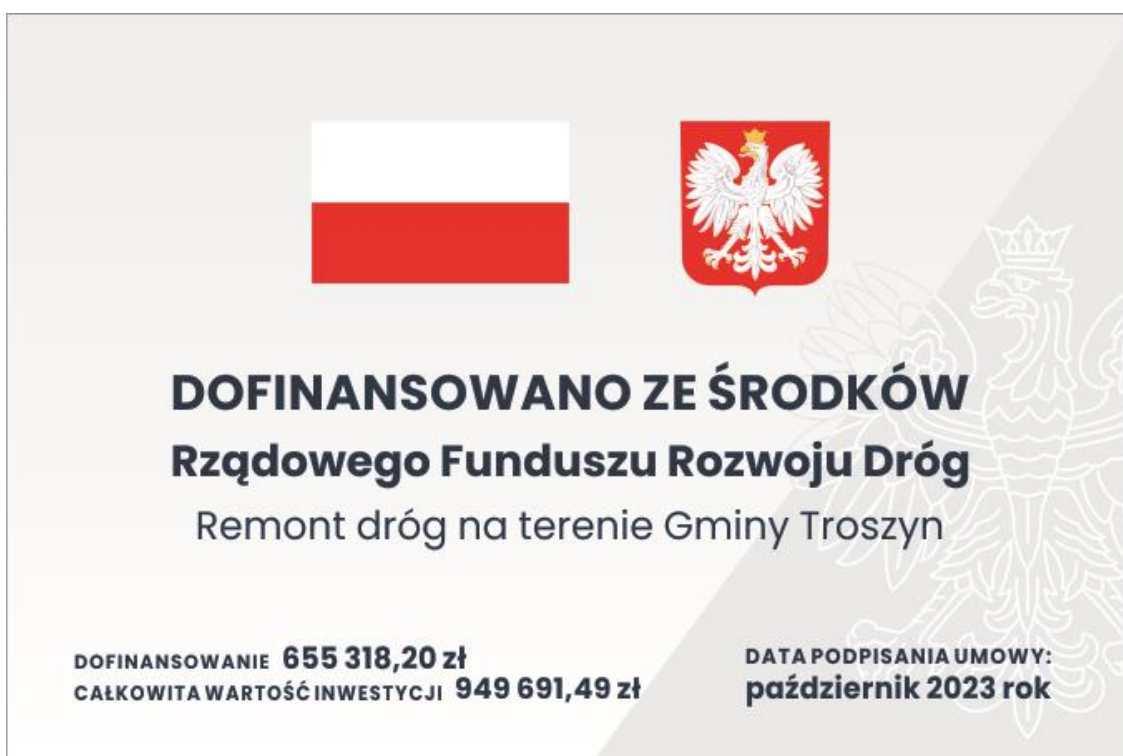 DOFINANSOWANO ZE ŚRODKÓW
Rządowego Funduszu Rozwoju Dróg
Remont dróg na terenie Gminy Troszyn
DOFINANSOWANIE 655 318,20 zł
CAŁKOWITA WARTOŚĆ INWESTYCJI 949 691,49 zł
DATA PODPISANIA UMOWY:
październik 2023 rok